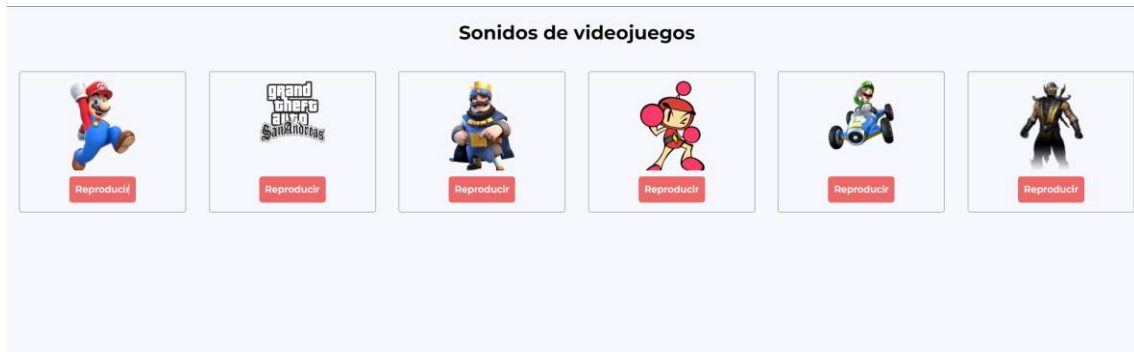 Sonidos de videojuegos
grand
theft
auto
San Andreas
Reproducir
Reproducir
Reproducir
Reproducir
Reproducir
Reproducir